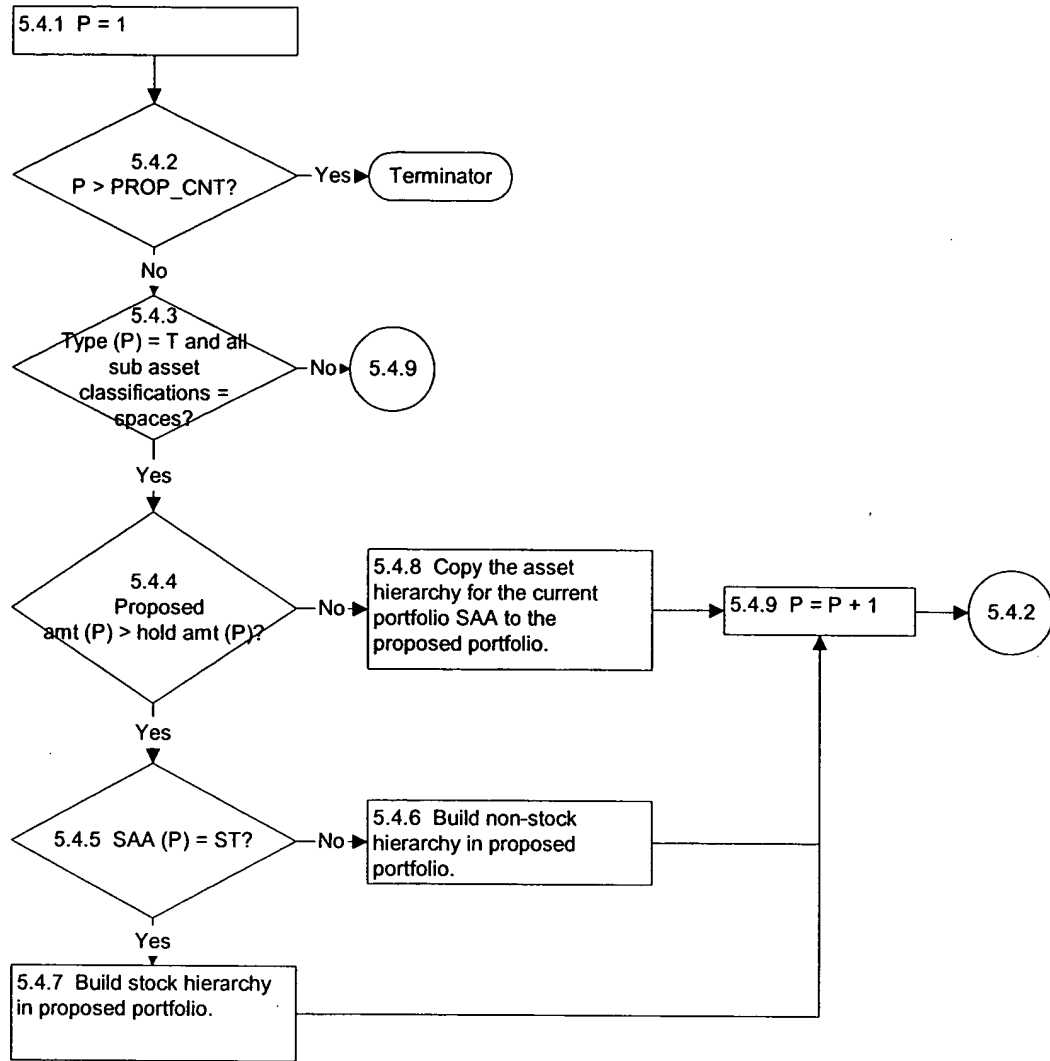 5.4.1 P = 1
5.4.2
P > PROP_CNT?
Yes
Terminator
No
5.4.3
Type (P) = T and all
sub asset
classifications =
spaces?
No
5.4.9
Yes
5.4.4
Proposed
amt (P) > hold amt (P)?
No
5.4.8 Copy the asset
hierarchy for the current
portfolio SAA to the
proposed portfolio.
5.4.9 P = P + 1
5.4.2
Yes
5.4.5 SAA (P) = ST?
No
5.4.6 Build non-stock
hierarchy in proposed
portfolio.
Yes
5.4.7 Build stock hierarchy
in proposed portfolio.